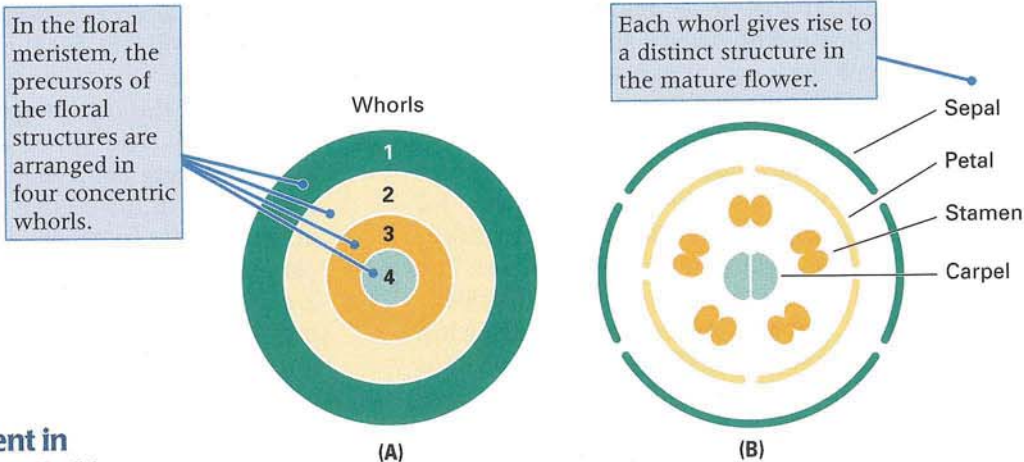 In the floral
meristem, the
precursors of
the floral
structures are
arranged in
four concentric
whorls.
Whorls
1
2
3
4
(A)
Each whorl gives rise to
a distinct structure in
the mature flower.
Sepal
Petal
Stamen
Carpel
(B)
ent in